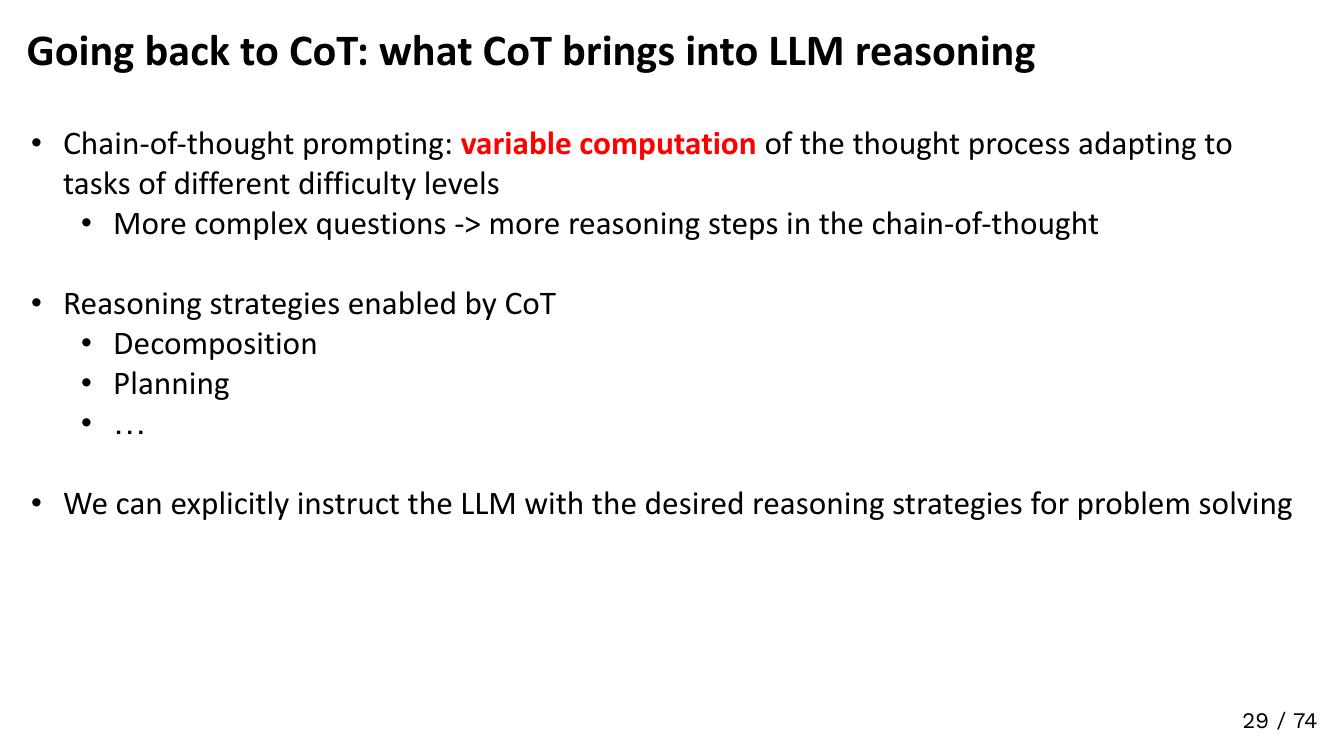 Going back to CoT: what CoT brings into LLM reasoning
• Chain-of-thought prompting: variable computation of the thought process adapting to
tasks of different difficulty levels
• More complex questions -> more reasoning steps in the chain-of-thought
• Reasoning strategies enabled by CoT
• Decomposition
• Planning
• …
• We can explicitly instruct the LLM with the desired reasoning strategies for problem solving
29 / 74